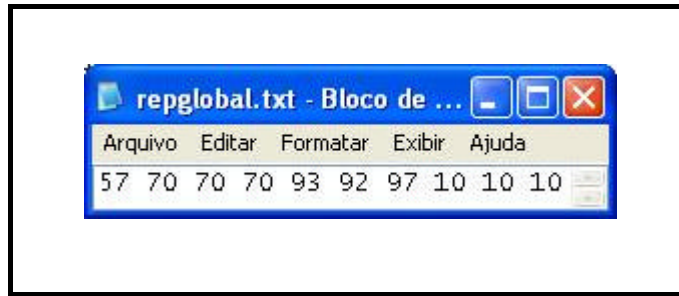 repglobal.txt - Bloco de ...
Arquivo Editar Formatar Exibir Ajuda
57 70 70 70 93 92 97 10 10 10